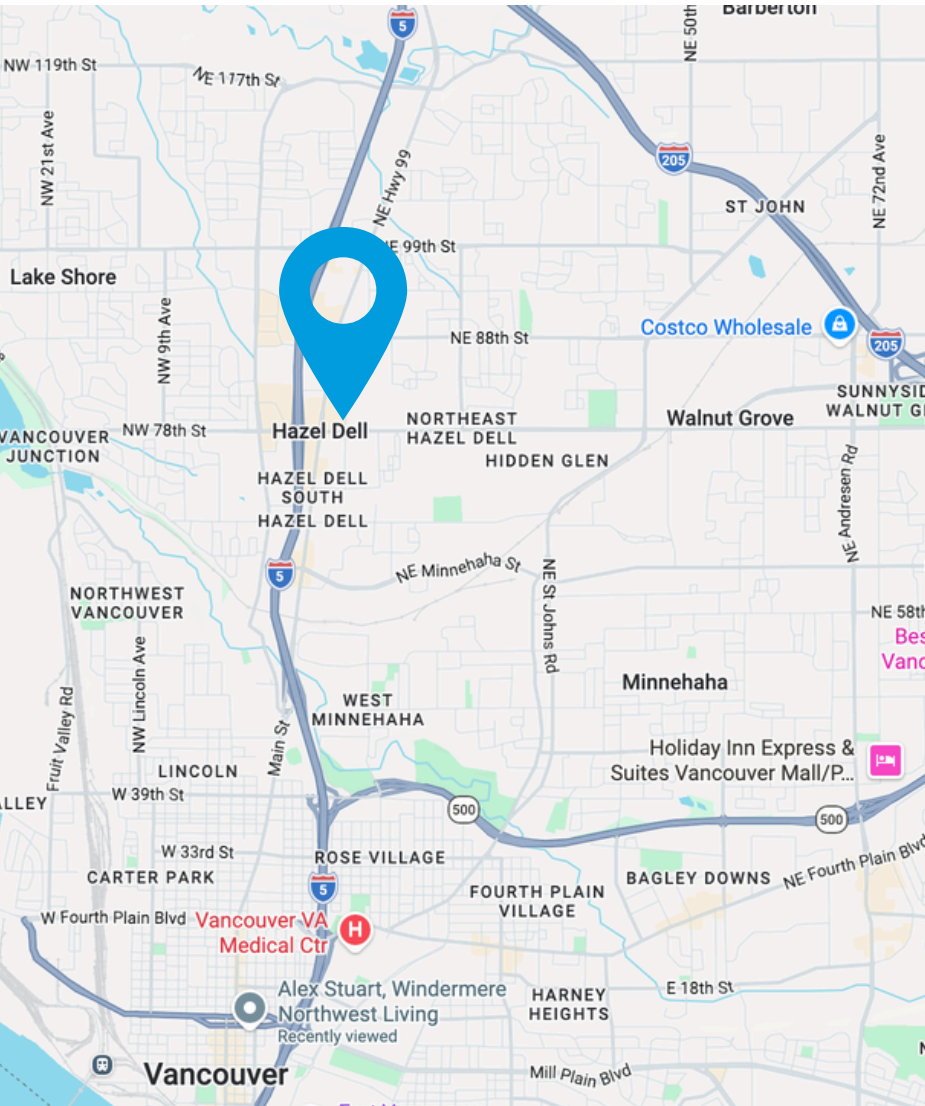 5
Barberton
NE 50th
NW 119th St
NE 117th St
NW 21st Ave
NE Hwy 99
205
NE 72nd Ave
ST JOHN
NE 99th St
Lake Shore
NW 9th Ave
NE 88th St
Costco Wholesale
205
SUNNYSID
WALNUT G
NW 78th St
Hazel Dell
NORTHEAST
HAZEL DELL
Walnut Grove
VANCOUVER
JUNCTION
HIDDEN GLEN
HAZEL DELL
SOUTH
HAZEL DELL
NE Andresen Rd
NE Minnehaha St
5
NE St Johns Rd
NORTHWEST
VANCOUVER
NE 58th
Bes
Vanc
NW Lincoln Ave
Fruit Valley Rd
Minnehaha
WEST
MINNEHAHA
Main St
Holiday Inn Express &
Suites Vancouver Mall/P...
LINCOLN
W 39th St
ALLEY
500
500
W 33rd St
ROSE VILLAGE
CARTER PARK
5
FOURTH PLAIN
VILLAGE
BAGLEY DOWNS
NE Fourth Plain Blvd
W Fourth Plain Blvd
Vancouver VA
Medical Ctr
H
Alex Stuart, Windermere
Northwest Living
Recently viewed
HARNEY
HEIGHTS
E 18th St
Vancouver
Mill Plain Blvd